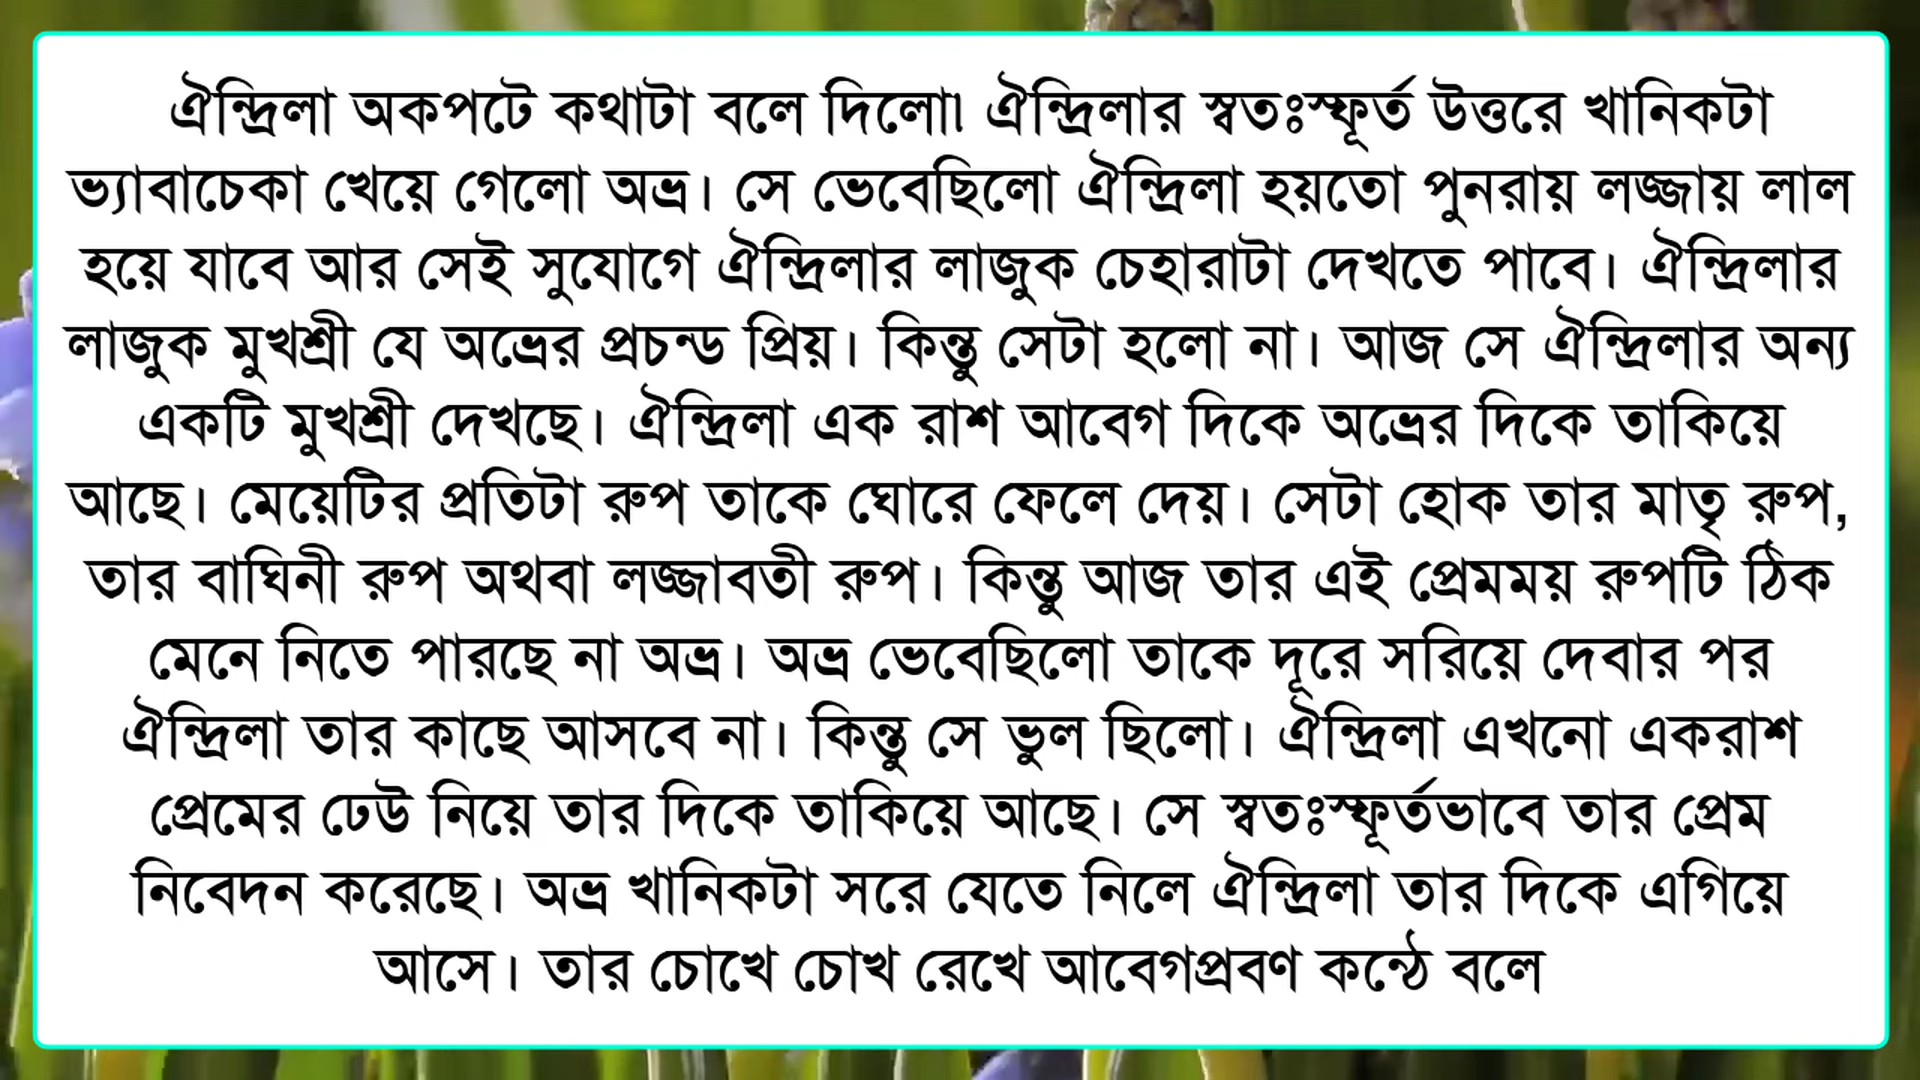 ঐন্দ্রিলা অকপটে কথাটা বলে দিলো৷ ঐন্দ্রিলার স্বতঃস্ফূর্ত উত্তরে খানিকটা
ভ্যাবাচেকা খেয়ে গেলো অভ্র। সে ভেবেছিলো ঐন্দ্রিলা হয়তো পুনরায় লজ্জায় লাল
হয়ে যাবে আর সেই সুযোগে ঐন্দ্রিলার লাজুক চেহারাটা দেখতে পাবে। ঐন্দ্রিলার
লাজুক মুখশ্রী যে অভ্রের প্রচন্ড প্রিয়। কিন্তু সেটা হলো না। আজ সে ঐন্দ্রিলার অন্য
একটি মুখশ্রী দেখছে। ঐন্দ্রিলা এক রাশ আবেগ দিকে অভ্রের দিকে তাকিয়ে
আছে। মেয়েটির প্রতিটা রুপ তাকে ঘোরে ফেলে দেয়। সেটা হোক তার মাতৃ রুপ,
তার বাঘিনী রুপ অথবা লজ্জাবতী রুপ। কিন্তু আজ তার এই প্রেমময় রুপটি ঠিক
মেনে নিতে পারছে না অভ্র। অভ্র ভেবেছিলো তাকে দূরে সরিয়ে দেবার পর
ঐন্দ্রিলা তার কাছে আসবে না। কিন্তু সে ভুল ছিলো। ঐন্দ্রিলা এখনো একরাশ
প্রেমের ঢেউ নিয়ে তার দিকে তাকিয়ে আছে। সে স্বতঃস্ফূর্তভাবে তার প্রেম
নিবেদন করেছে। অভ্র খানিকটা সরে যেতে নিলে ঐন্দ্রিলা তার দিকে এগিয়ে
আসে। তার চোখে চোখ রেখে আবেগপ্রবণ কন্ঠে বলে